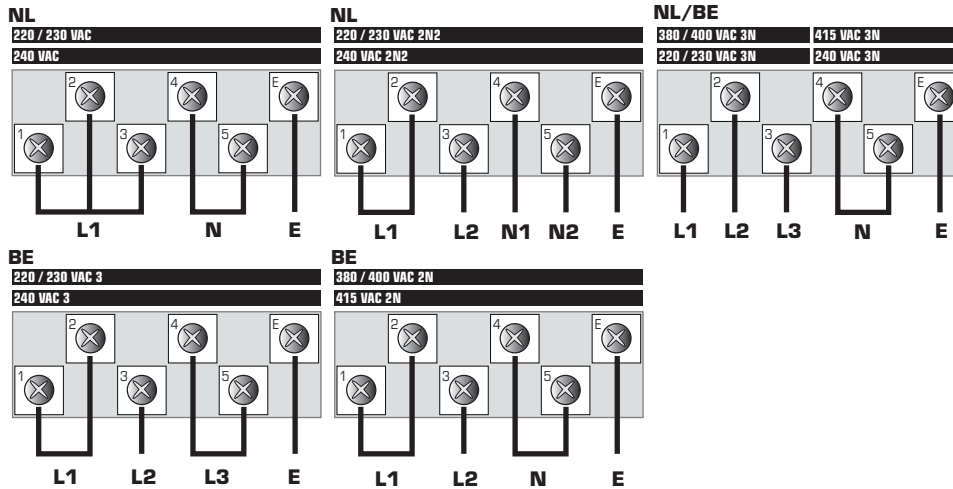 NL
220 / 230 VAC
240 VAC
2 4 E
1 3 5
L1 N E
NL
220 / 230 VAC 2N2
240 VAC 2N2
2 4 E
1 3 5
L1 L2 N1 N2 E
NL/BE
380 / 400 VAC 3N 415 VAC 3N
220 / 230 VAC 3N 240 VAC 3N
2 4 E
1 3 5
L1 L2 L3 N E
BE
220 / 230 VAC 3
240 VAC 3
2 4 E
1 3 5
L1 L2 L3 E
BE
380 / 400 VAC 2N
415 VAC 2N
2 4 E
1 3 5
L1 L2 N E